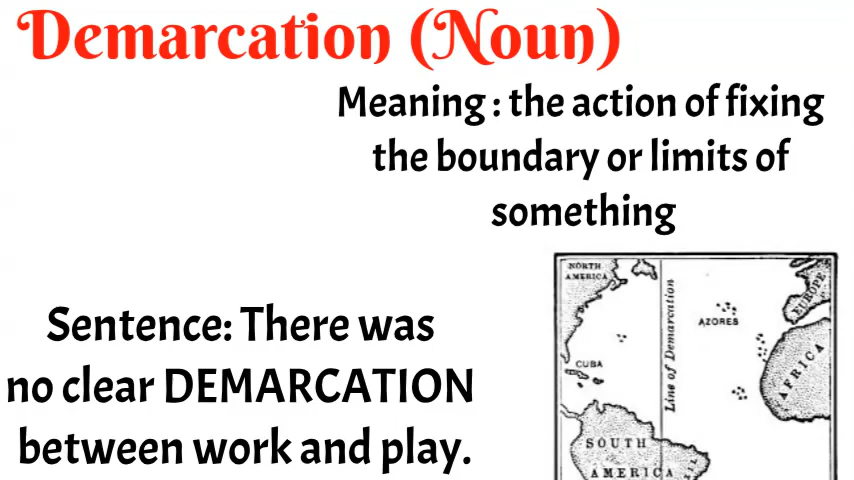 Demarcation (Noun)
Meaning : the action of fixing
the boundary or limits of
something
Sentence: There was
no clear DEMARCATION
between work and play.
NORTH
AMERICA
EUROPE
Line of Demarcation
AZORES
CUBA
AFRICA
SOUTH
AMERICA